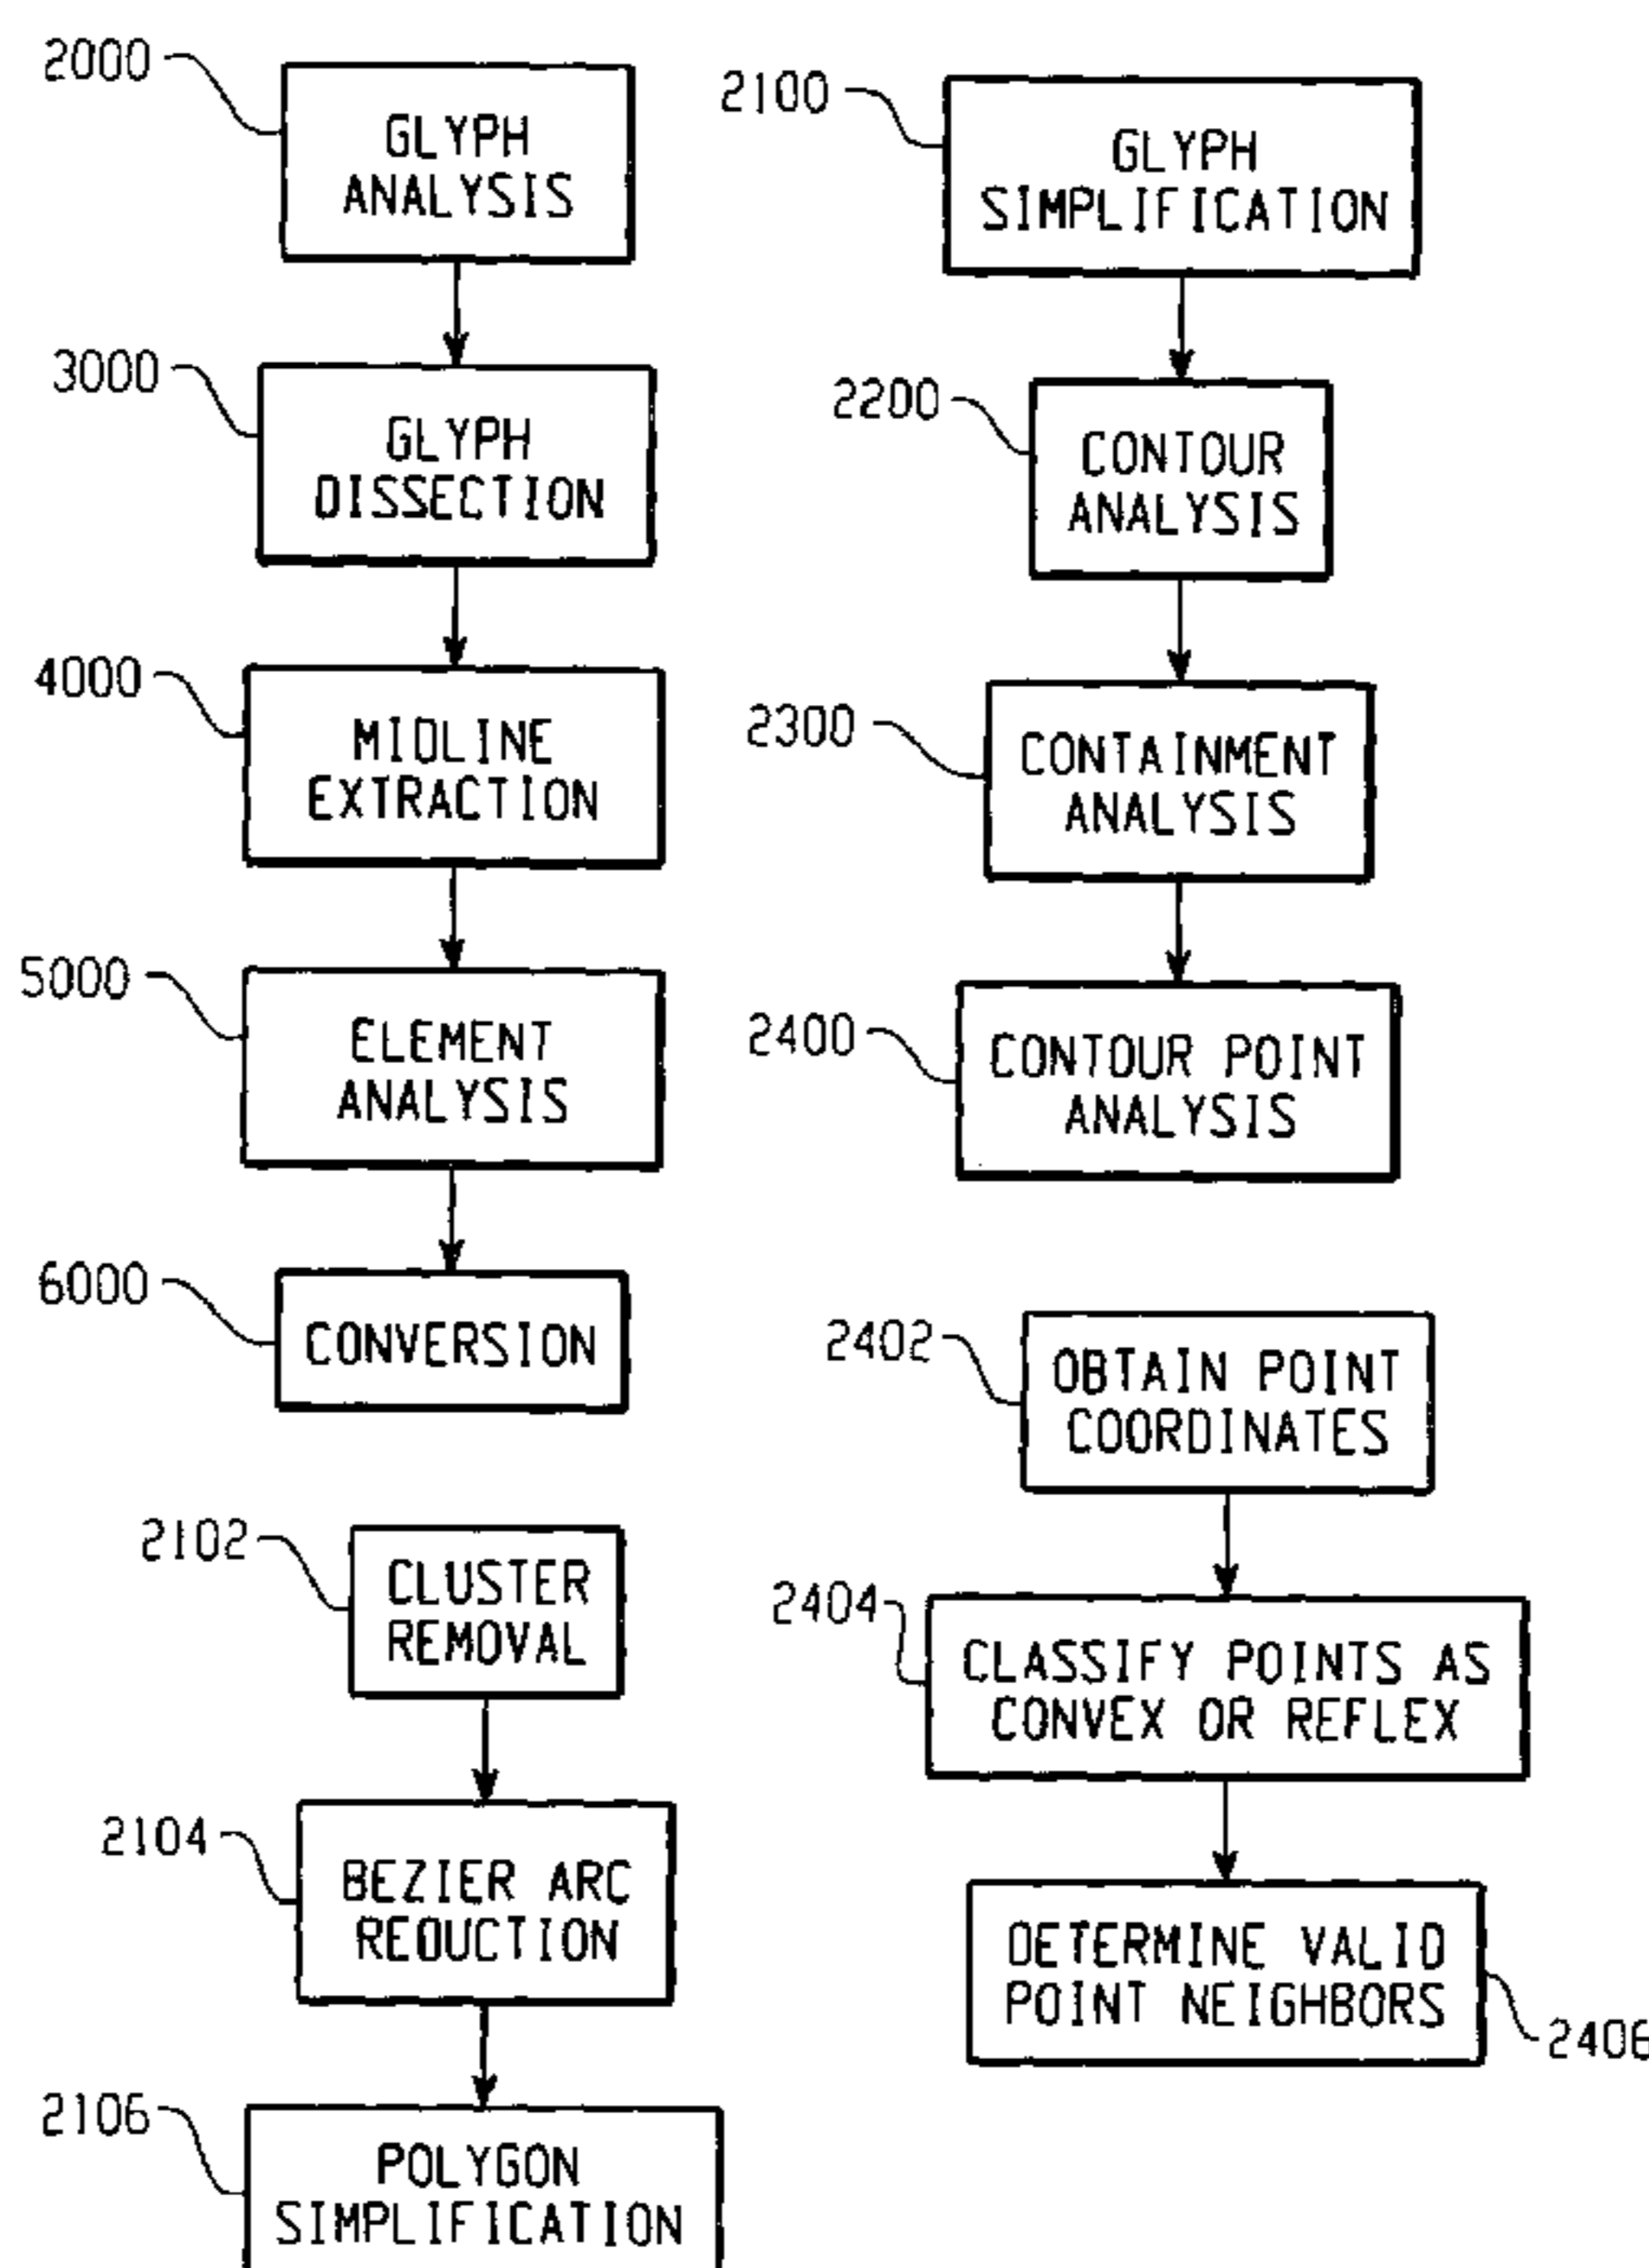 2000
GLYPH
ANALYSIS
3000
GLYPH
DISSECTION
4000
MIDLINE
EXTRACTION
5000
ELEMENT
ANALYSIS
6000
CONVERSION
2100
GLYPH
SIMPLIFICATION
2200
CONTOUR
ANALYSIS
2300
CONTAINMENT
ANALYSIS
2400
CONTOUR POINT
ANALYSIS
2102
CLUSTER
REMOVAL
2104
BEZIER ARC
REDUCTION
2106
POLYGON
SIMPLIFICATION
2402
OBTAIN POINT
COORDINATES
2404
CLASSIFY POINTS AS
CONVEX OR REFLEX
DETERMINE VALID
POINT NEIGHBORS
2406